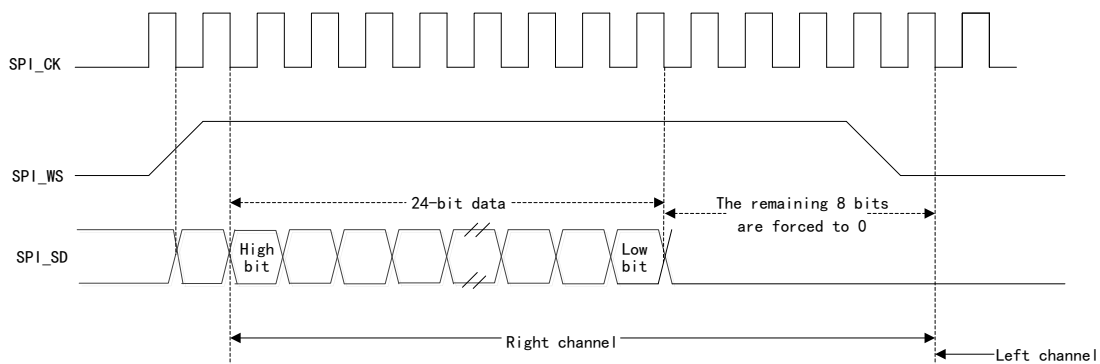 SPI_CK
SPI_WS
24-bit data
The remaining 8 bits
are forced to 0
SPI_SD
High
bit
Low
bit
Right channel
Left channel